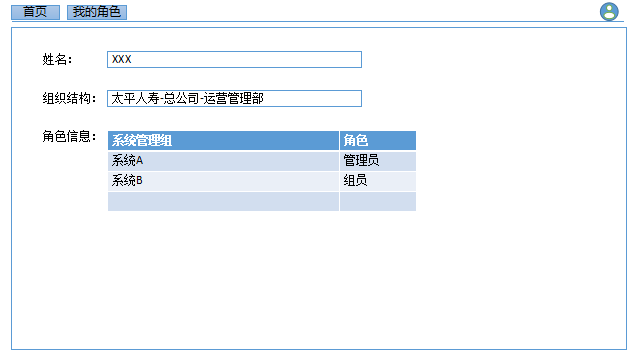 首页 我的角色
姓名： XXX
组织结构： 太平人寿-总公司-运营管理部
角色信息： 系统管理组 角色
系统A 管理员
系统B 组员